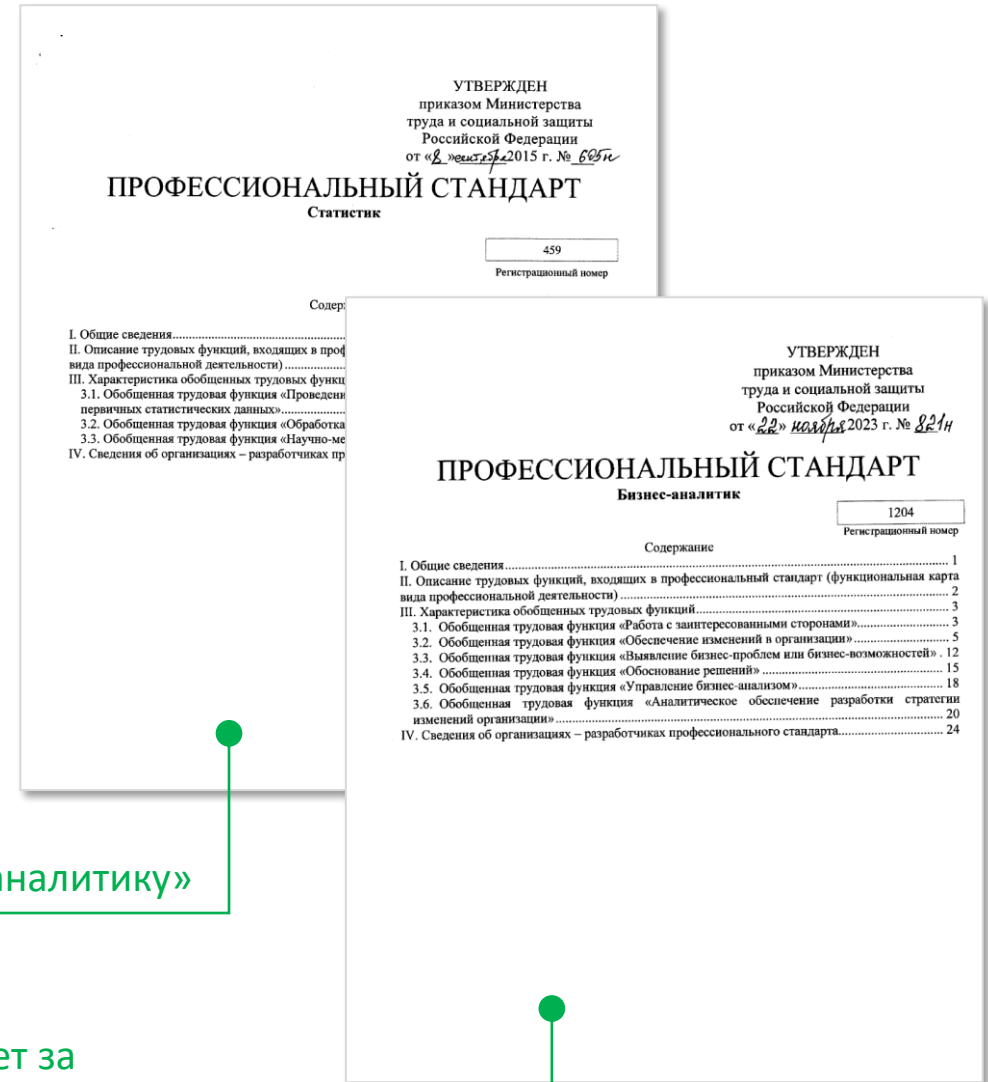 УТВЕРЖДЕН
приказом Министерства
труда и социальной защиты
Российской Федерации
от «8 »сентября2015 г. № 605н
ПРОФЕССИОНАЛЬНЫЙ СТАНДАРТ
Статистик
459
Регистрационный номер
Содер
I. Общие сведения
II. Описание трудовых функций, входящих в проф
вида профессиональной деятельности)
III. Характеристика обобщенных трудовых функц
3.1. Обобщенная трудовая функция «Проведени
первичных статистических данных»
3.2. Обобщенная трудовая функция «Обработка
3.3. Обобщенная трудовая функция «Научно-ме
IV. Сведения об организациях – разработчиках пр
УТВЕРЖДЕН
приказом Министерства
труда и социальной защиты
Российской Федерации
от «22» ноября 2023 г. № 821н
ПРОФЕССИОНАЛЬНЫЙ СТАНДАРТ
Бизнес-аналитик
1204
Регистрационный номер
Содержание
I. Общие сведения 1
II. Описание трудовых функций, входящих в профессиональный стандарт (функциональная карта
вида профессиональной деятельности) 2
III. Характеристика обобщенных трудовых функций 3
3.1. Обобщенная трудовая функция «Работа с заинтересованными сторонами» 3
3.2. Обобщенная трудовая функция «Обеспечение изменений в организации» 5
3.3. Обобщенная трудовая функция «Выявление бизнес-проблем или бизнес-возможностей» . 12
3.4. Обобщенная трудовая функция «Обоснование решений» 15
3.5. Обобщенная трудовая функция «Управление бизнес-анализом» 18
3.6. Обобщенная трудовая функция «Аналитическое обеспечение разработки стратегии
изменений организации» 20
IV. Сведения об организациях – разработчиках профессионального стандарта 24
аналитику»
ет за